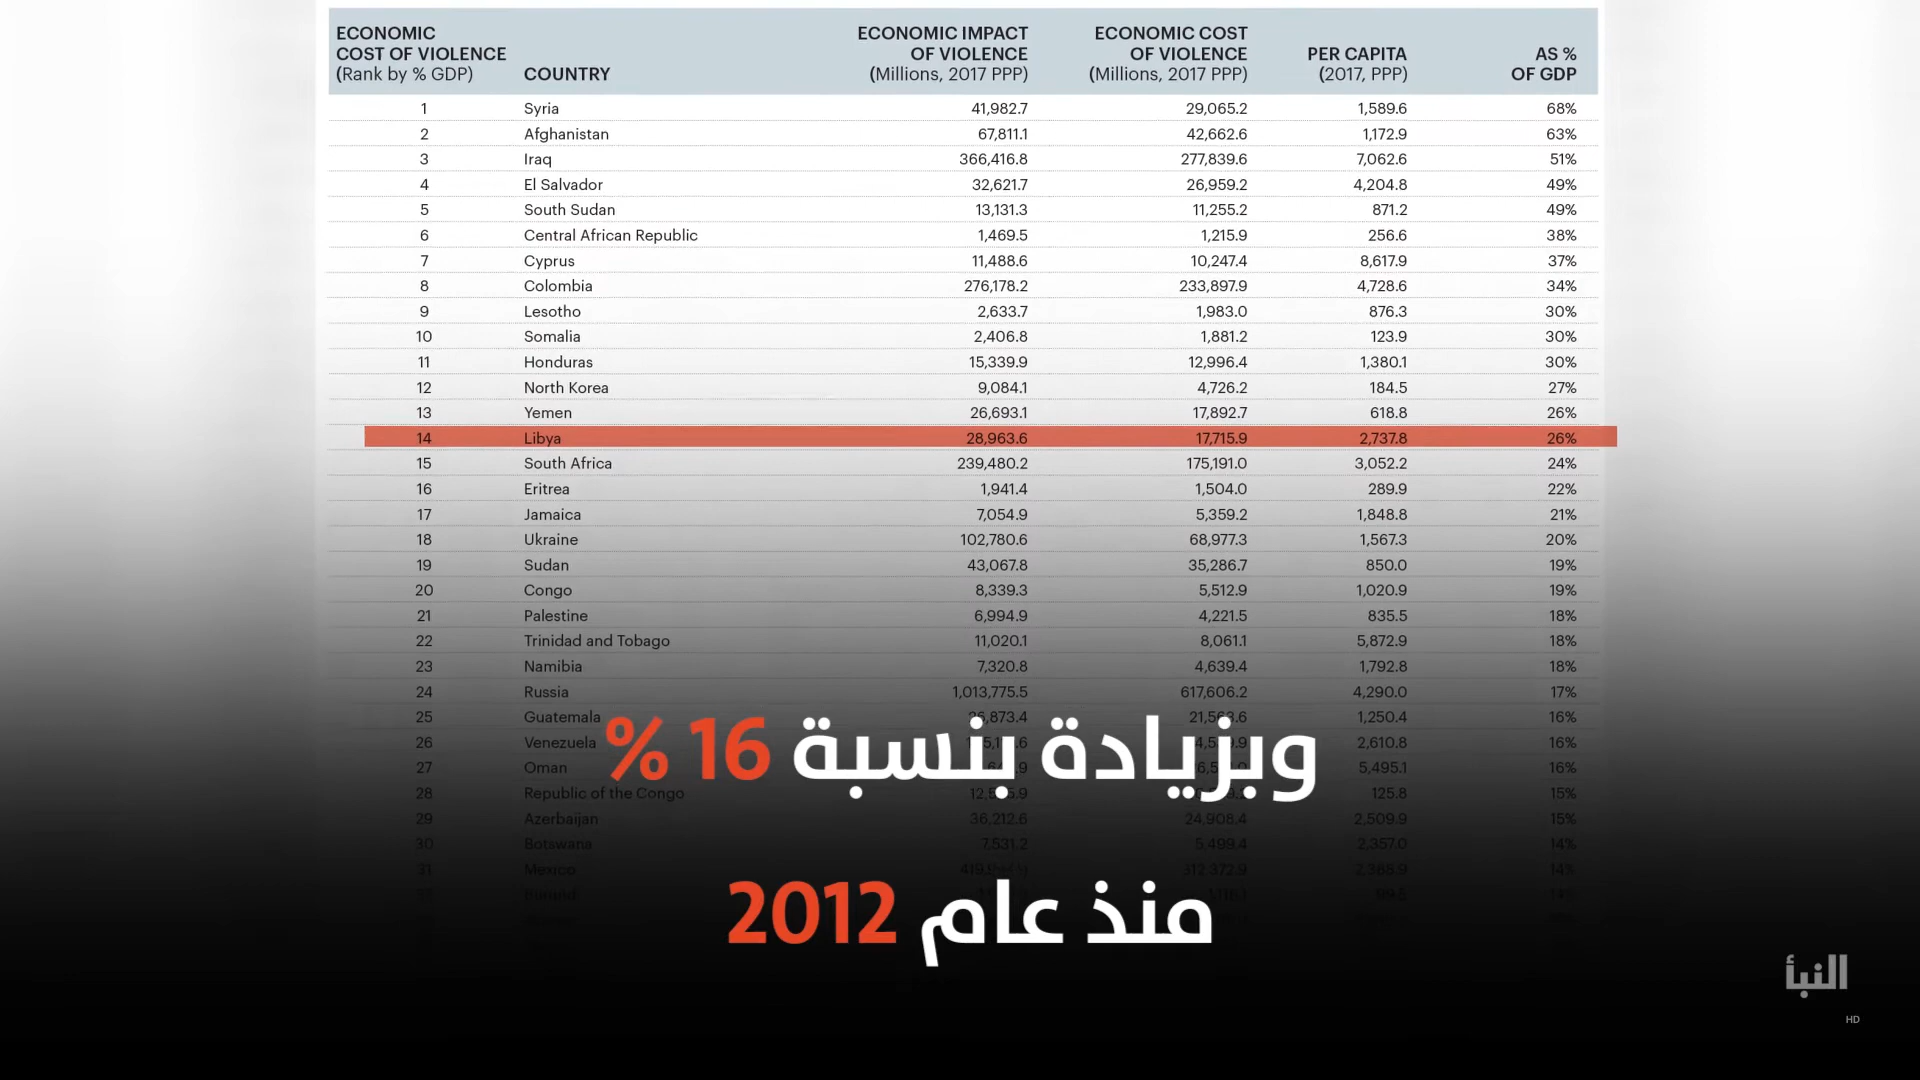 ECONOMIC COST OF VIOLENCE (Rank by % GDP) COUNTRY ECONOMIC IMPACT OF VIOLENCE (Millions, 2017 PPP) ECONOMIC COST OF VIOLENCE (Millions, 2017 PPP) PER CAPITA (2017, PPP) AS % OF GDP
1 Syria 41,982.7 29,065.2 1,589.6 68%
2 Afghanistan 67,811.1 42,662.6 1,172.9 63%
3 Iraq 366,416.8 277,839.6 7,062.6 51%
4 El Salvador 32,621.7 26,959.2 4,204.8 49%
5 South Sudan 13,131.3 11,255.2 871.2 49%
6 Central African Republic 1,469.5 1,215.9 256.6 38%
7 Cyprus 11,488.6 10,247.4 8,617.9 37%
8 Colombia 276,178.2 233,897.9 4,728.6 34%
9 Lesotho 2,633.7 1,983.0 876.3 30%
10 Somalia 2,406.8 1,881.2 123.9 30%
11 Honduras 15,339.9 12,996.4 1,380.1 30%
12 North Korea 9,084.1 4,726.2 184.5 27%
13 Yemen 26,693.1 17,892.7 618.8 26%
14 Libya 28,963.6 17,715.9 2,737.8 26%
15 South Africa 239,480.2 175,191.0 3,052.2 24%
16 Eritrea 1,941.4 1,504.0 289.9 22%
17 Jamaica 7,054.9 5,359.2 1,848.8 21%
18 Ukraine 102,780.6 68,977.3 1,567.3 20%
19 Sudan 43,067.8 35,286.7 850.0 19%
20 Congo 8,339.3 5,512.9 1,020.9 19%
21 Palestine 6,994.9 4,221.5 835.5 18%
22 Trinidad and Tobago 11,020.1 8,061.1 5,872.9 18%
23 Namibia 7,320.8 4,639.4 1,792.8 18%
24 Russia 1,013,775.5 617,606.2 4,290.0 17%
25 Guatemala 1,250.4 16%
26 Venezuela 2,610.8 16%
27 Oman 5,495.1 16%
28 Republic of the Congo 125.8 15%
29 Azerbaijan 36,212.6 24,908.4 2,509.9 15%
30 Botswana 7,531.2 5,499.4 2,357.0 14%
31 Mexico 14%
وبزيادة بنسبة 16 %
منذ عام 2012
النبأ
HD